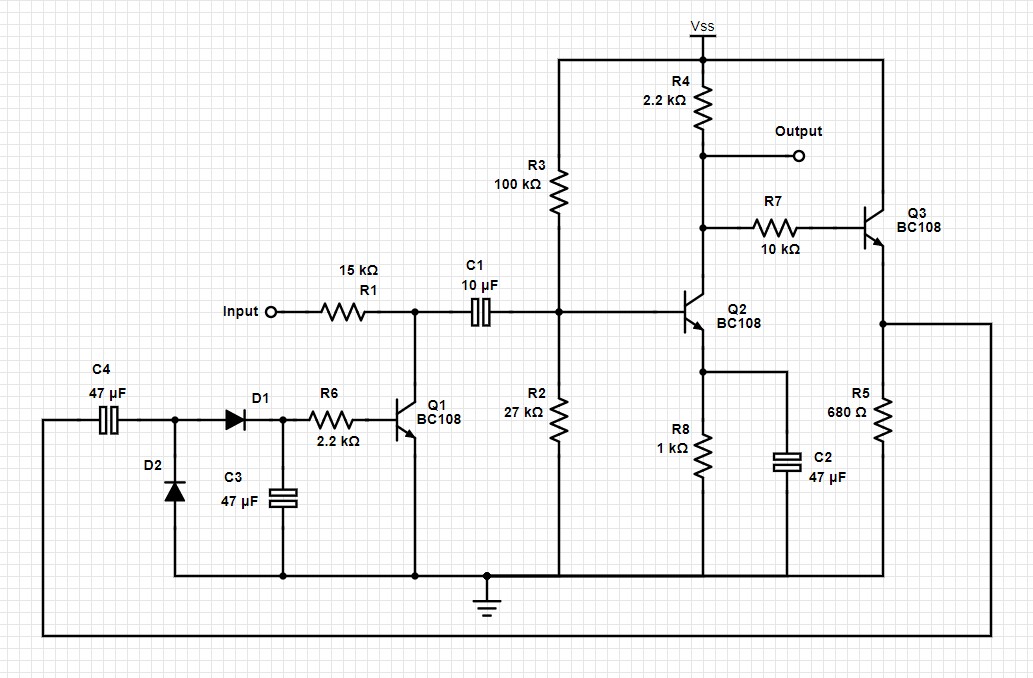 Vss
R4
2.2 kΩ
Output
R3
100 kΩ
R7
10 kΩ
Q3
BC108
15 kΩ
R1
C1
10 µF
Input
Q2
BC108
C4
47 µF
D1
R6
2.2 kΩ
Q1
BC108
R2
27 kΩ
R5
680 Ω
R8
1 kΩ
D2
C3
47 µF
C2
47 µF